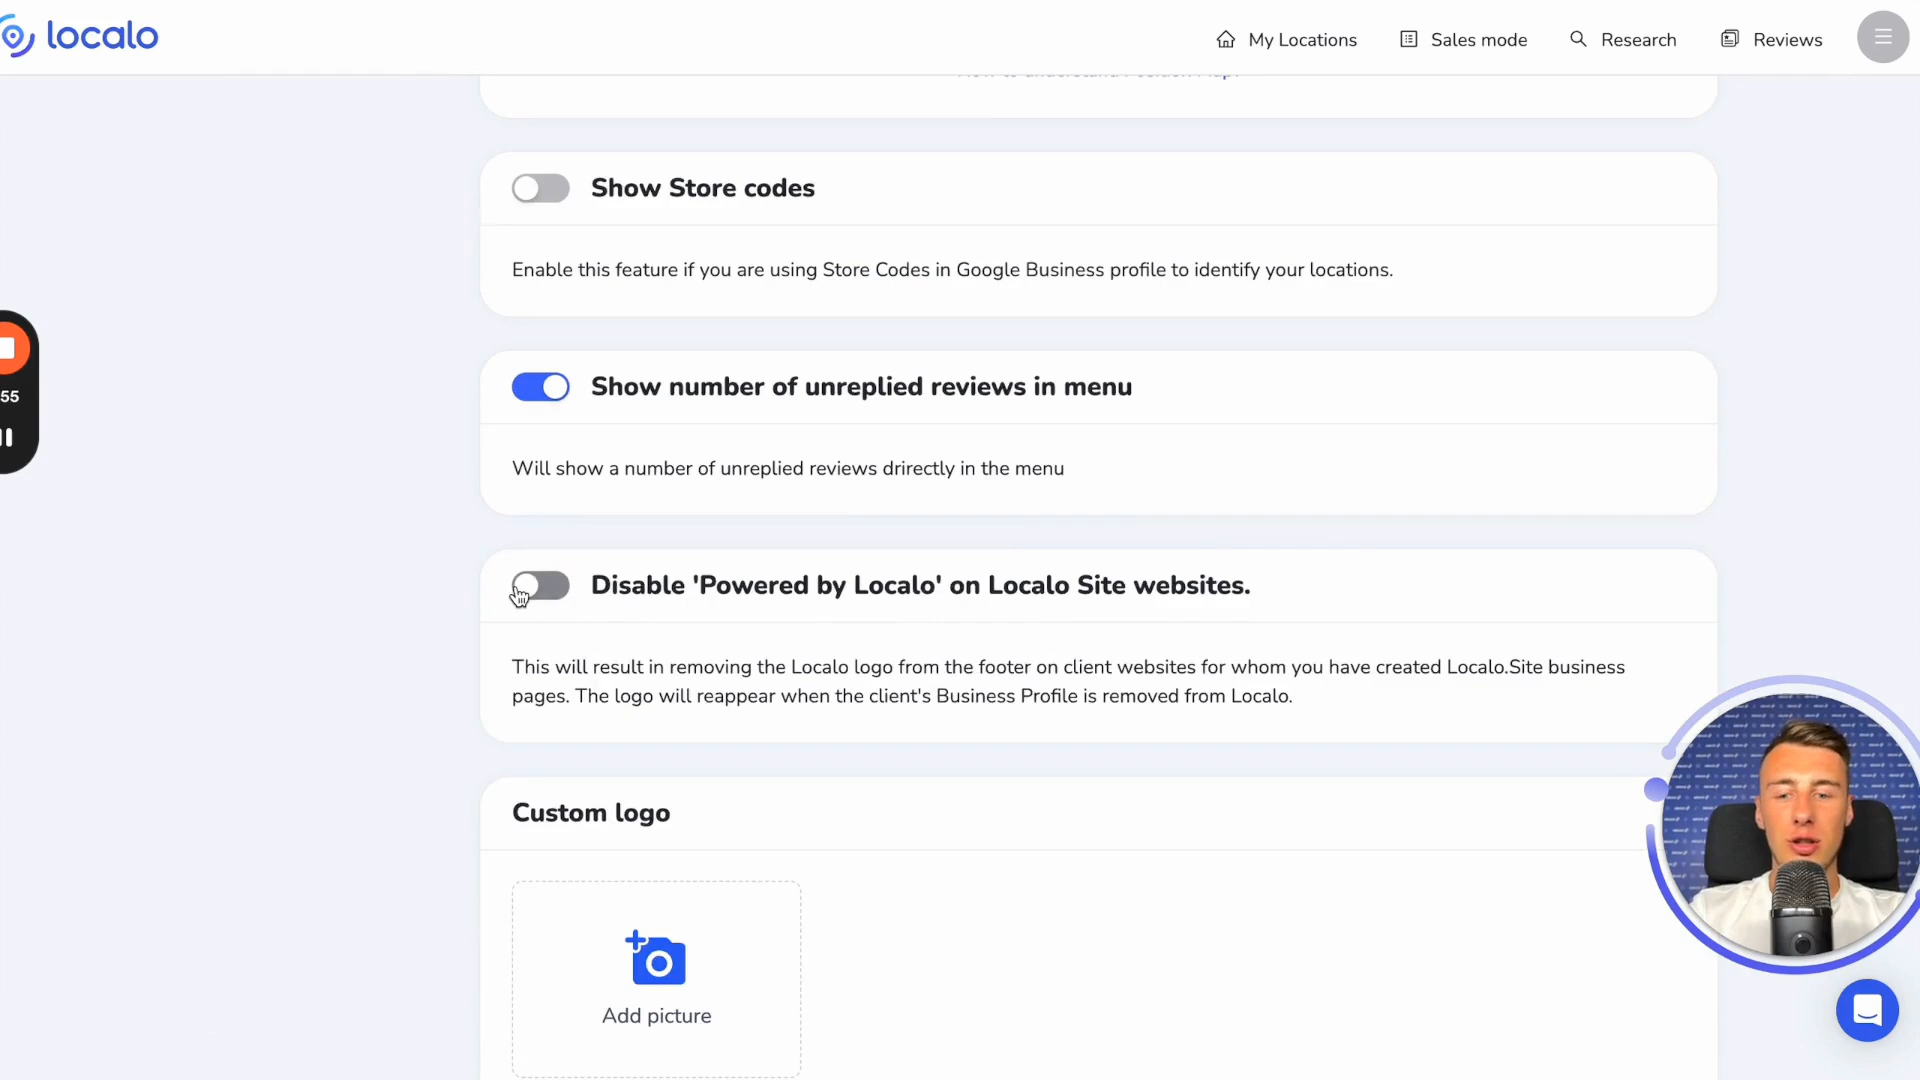 localo
My Locations
Sales mode
Research
Reviews
Show Store codes
Enable this feature if you are using Store Codes in Google Business profile to identify your locations.
55
Show number of unreplied reviews in menu
Will show a number of unreplied reviews drirectly in the menu
Disable 'Powered by Localo' on Localo Site websites.
This will result in removing the Localo logo from the footer on client websites for whom you have created Localo.Site business
pages. The logo will reappear when the client's Business Profile is removed from Localo.
Custom logo
Add picture